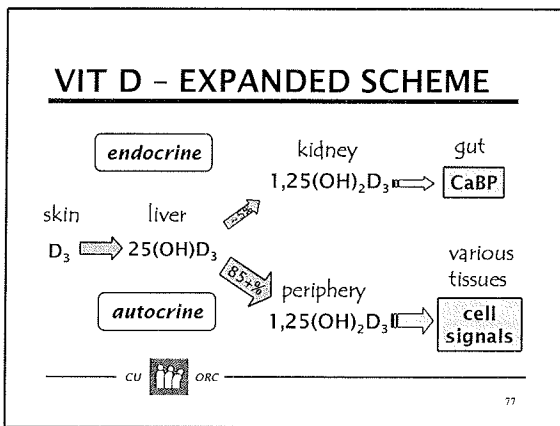 VIT D – EXPANDED SCHEME
endocrine
kidney
gut
1,25(OH)₂D₃
CaBP
skin
liver
~5%
D₃
25(OH)D₃
85+%
various
tissues
autocrine
periphery
1,25(OH)₂D₃
cell
signals
CU ORC
77